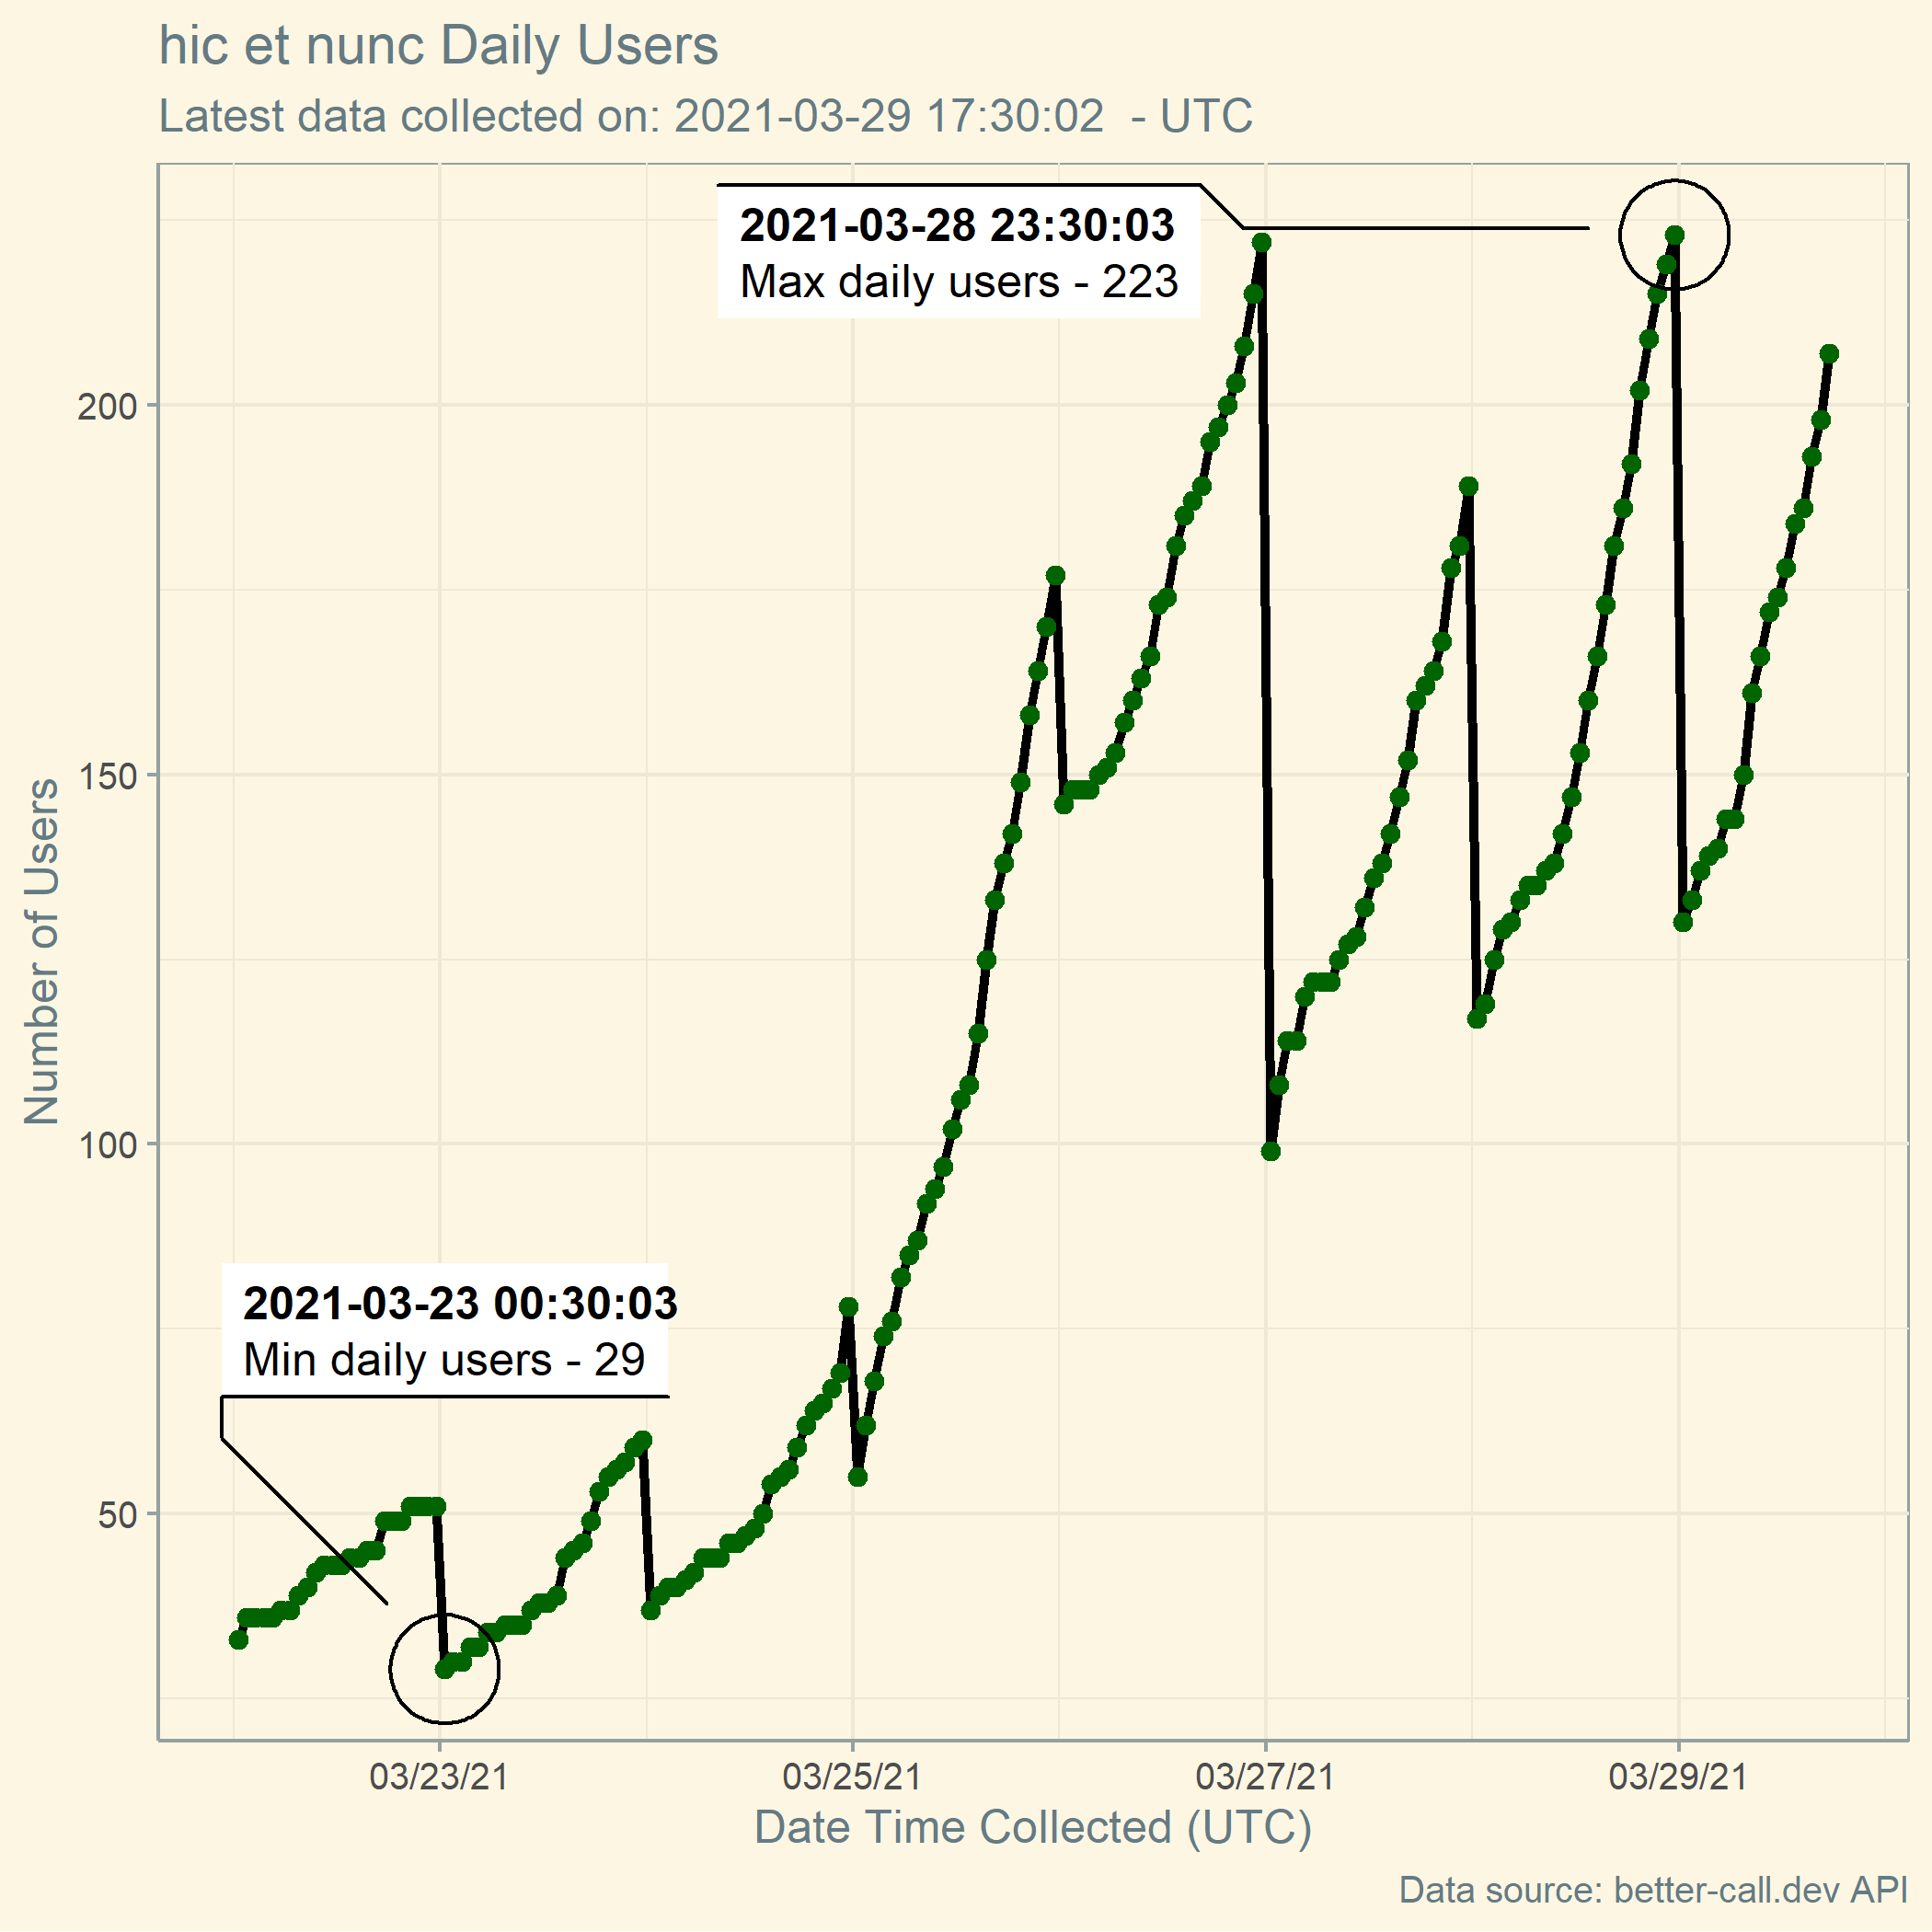 hic et nunc Daily Users
Latest data collected on: 2021-03-29 17:30:02  - UTC
2021-03-28 23:30:03
Max daily users - 223
200
150
100
50
Number of Users
2021-03-23 00:30:03
Min daily users - 29
03/23/21 03/25/21 03/27/21 03/29/21
Date Time Collected (UTC)
Data source: better-call.dev API